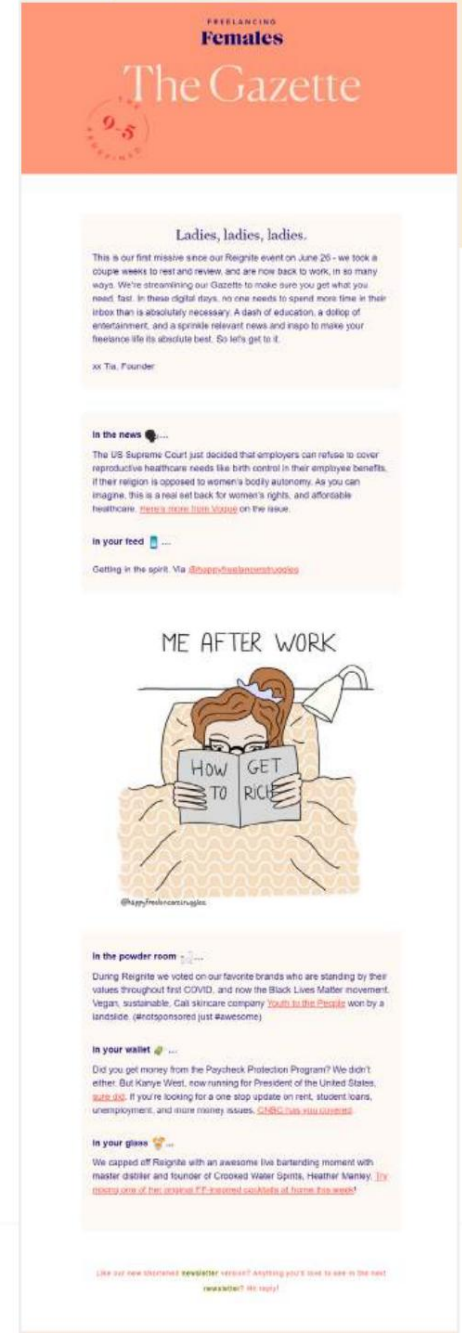 FREELANCING
Females
The Gazette
THE
9-5
REDEFINED
Ladies, ladies, ladies.
This is our first missive since our Reignite event on June 26 - we took a
couple weeks to rest and review, and are now back to work, in so many
ways. We're streamlining our Gazette to make sure you get what you
need, fast. In these digital days, no one needs to spend more time in their
inbox than is absolutely necessary. A dash of education, a dollop of
entertainment, and a sprinkle relevant news and inspo to make your
freelance life its absolute best. So let's get to it.
xx Tia, Founder
In the news 🗣...
The US Supreme Court just decided that employers can refuse to cover
reproductive healthcare needs like birth control in their employee benefits,
if their religion is opposed to women's bodily autonomy. As you can
imagine, this is a real set back for women's rights, and affordable
healthcare. Here's more from Vogue on the issue.
In your feed 📱 ...
Getting in the spirit. Via @happyfreelancerstruggles
ME AFTER WORK
HOW GET
TO RICH
@happyfreelancerstruggles
In the powder room 🛁 ...
During Reignite we voted on our favorite brands who are standing by their
values throughout first COVID, and now the Black Lives Matter movement.
Vegan, sustainable, Cali skincare company Youth to the People won by a
landslide. (#notsponsored just #awesome)
In your wallet 💸 ...
Did you get money from the Paycheck Protection Program? We didn't
either. But Kanye West, now running for President of the United States,
sure did. If you're looking for a one stop update on rent, student loans,
unemployment, and more money issues, CNBC has you covered.
In your glass 🍹 ...
We capped off Reignite with an awesome live bartending moment with
master distiller and founder of Crooked Water Spirits, Heather Manley. Try
mixing one of her original FF-inspired cocktails at home this week!
Like our new shortened newsletter version? Anything you'd love to see in the next
newsletter? Hit reply!